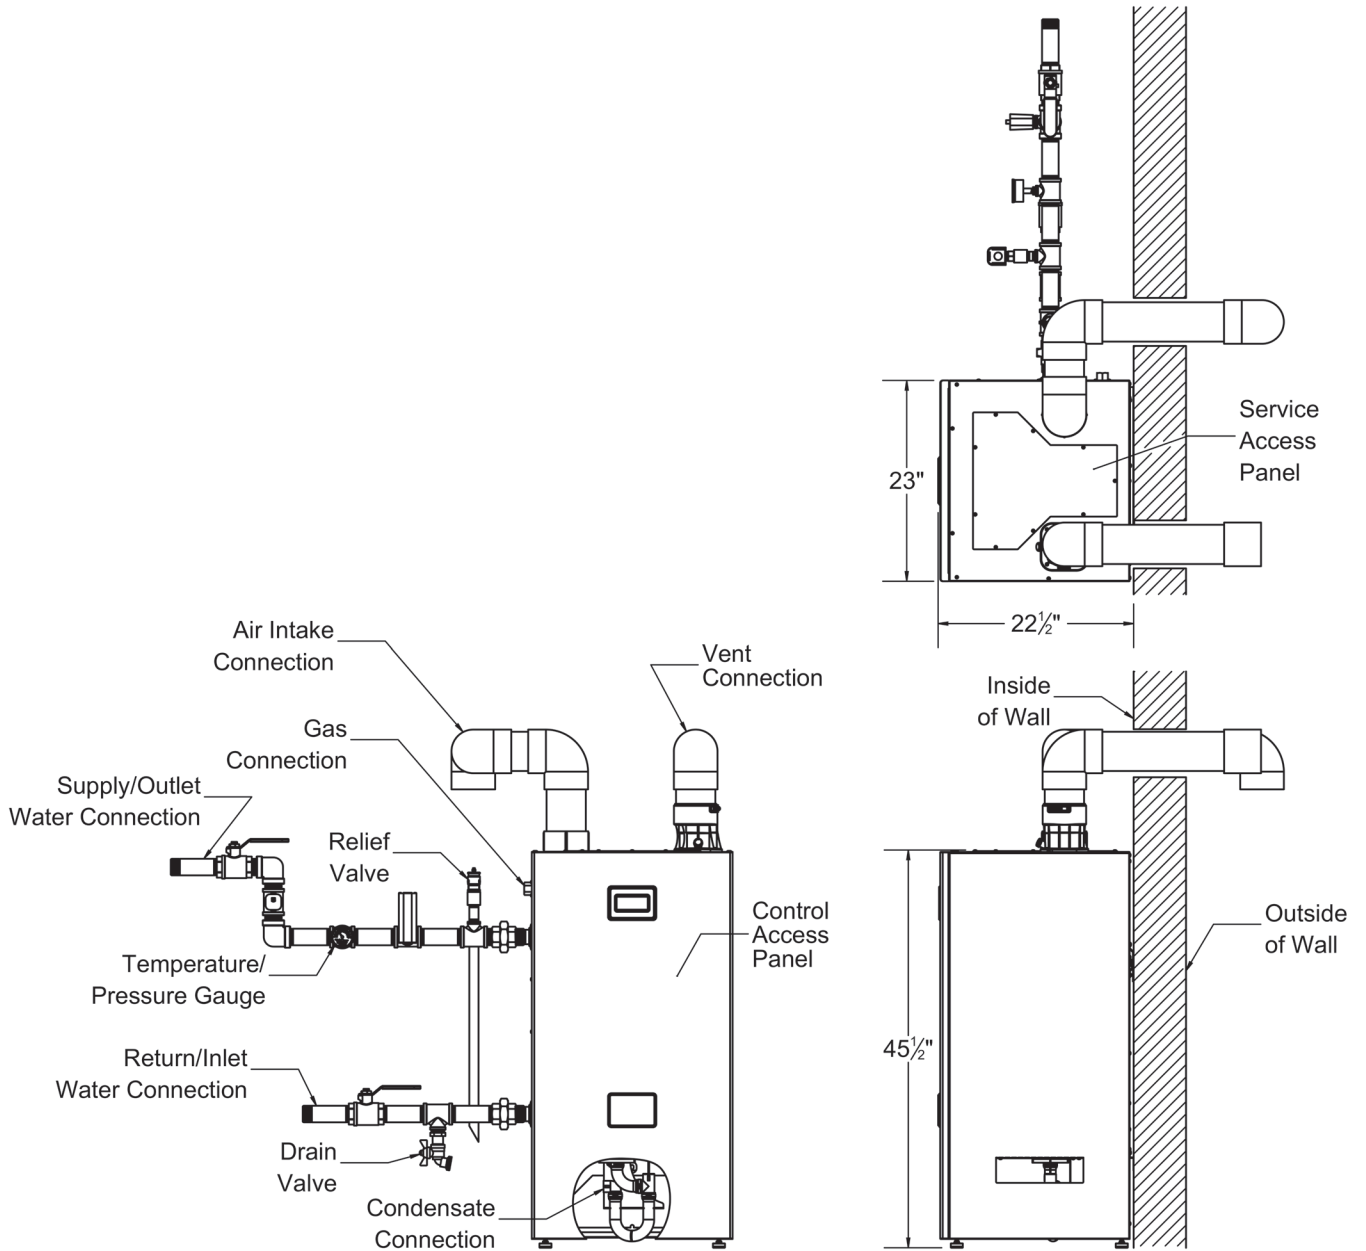 Service
Access
Panel
23"
22½"
Air Intake
Connection
Vent
Connection
Inside
of Wall
Gas
Connection
Supply/Outlet
Water Connection
Relief
Valve
Control
Access
Panel
Outside
of Wall
Temperature/
Pressure Gauge
45½"
Return/Inlet
Water Connection
Drain
Valve
Condensate
Connection